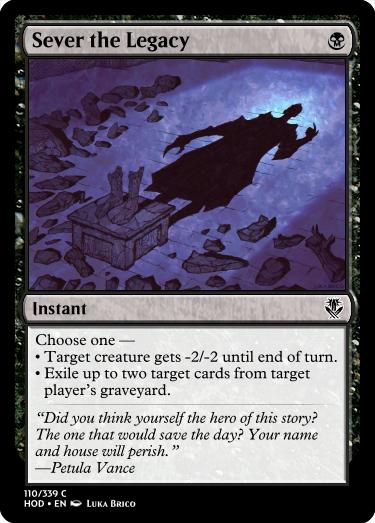 Sever the Legacy
Instant
Choose one —
• Target creature gets -2/-2 until end of turn.
• Exile up to two target cards from target
player's graveyard.
“Did you think yourself the hero of this story?
The one that would save the day? Your name
and house will perish.”
—Petula Vance
110/339 C
HOD • EN Luka Brico